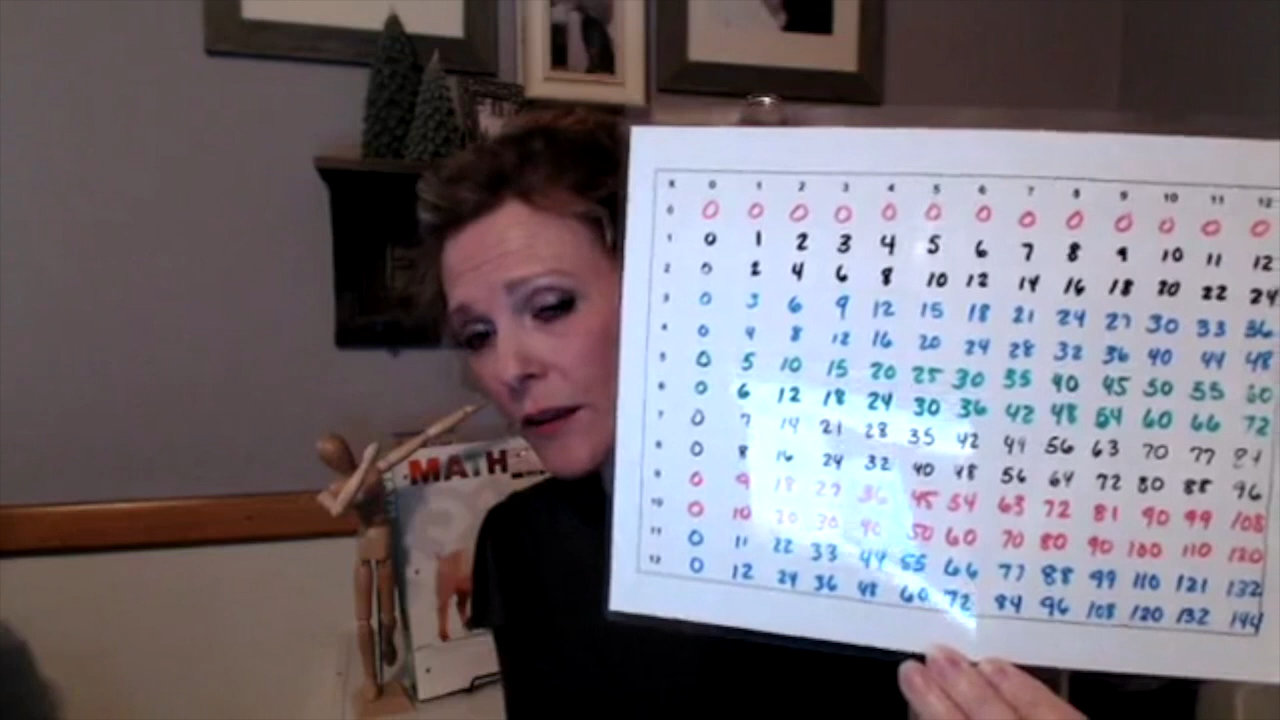 MATH
X 0 1 2 3 4 5 6 7 8 9 10 11 12
0 0 0 0 0 0 0 0 0 0 0 0 0 0
1 0 1 2 3 4 5 6 7 8 9 10 11 12
2 0 2 4 6 8 10 12 14 16 18 20 22 24
3 0 3 6 9 12 15 18 21 24 27 30 33 36
4 0 4 8 12 16 20 24 28 32 36 40 44 48
5 0 5 10 15 20 25 30 35 40 45 50 55 60
6 0 6 12 18 24 30 36 42 48 54 60 66 72
7 0 7 14 21 28 35 42 49 56 63 70 77 84
8 0 8 16 24 32 40 48 56 64 72 80 88 96
9 0 9 18 27 36 45 54 63 72 81 90 99 108
10 0 10 20 30 40 50 60 70 80 90 100 110 120
11 0 11 22 33 44 55 66 77 88 99 110 121 132
12 0 12 24 36 48 60 72 84 96 108 120 132 144